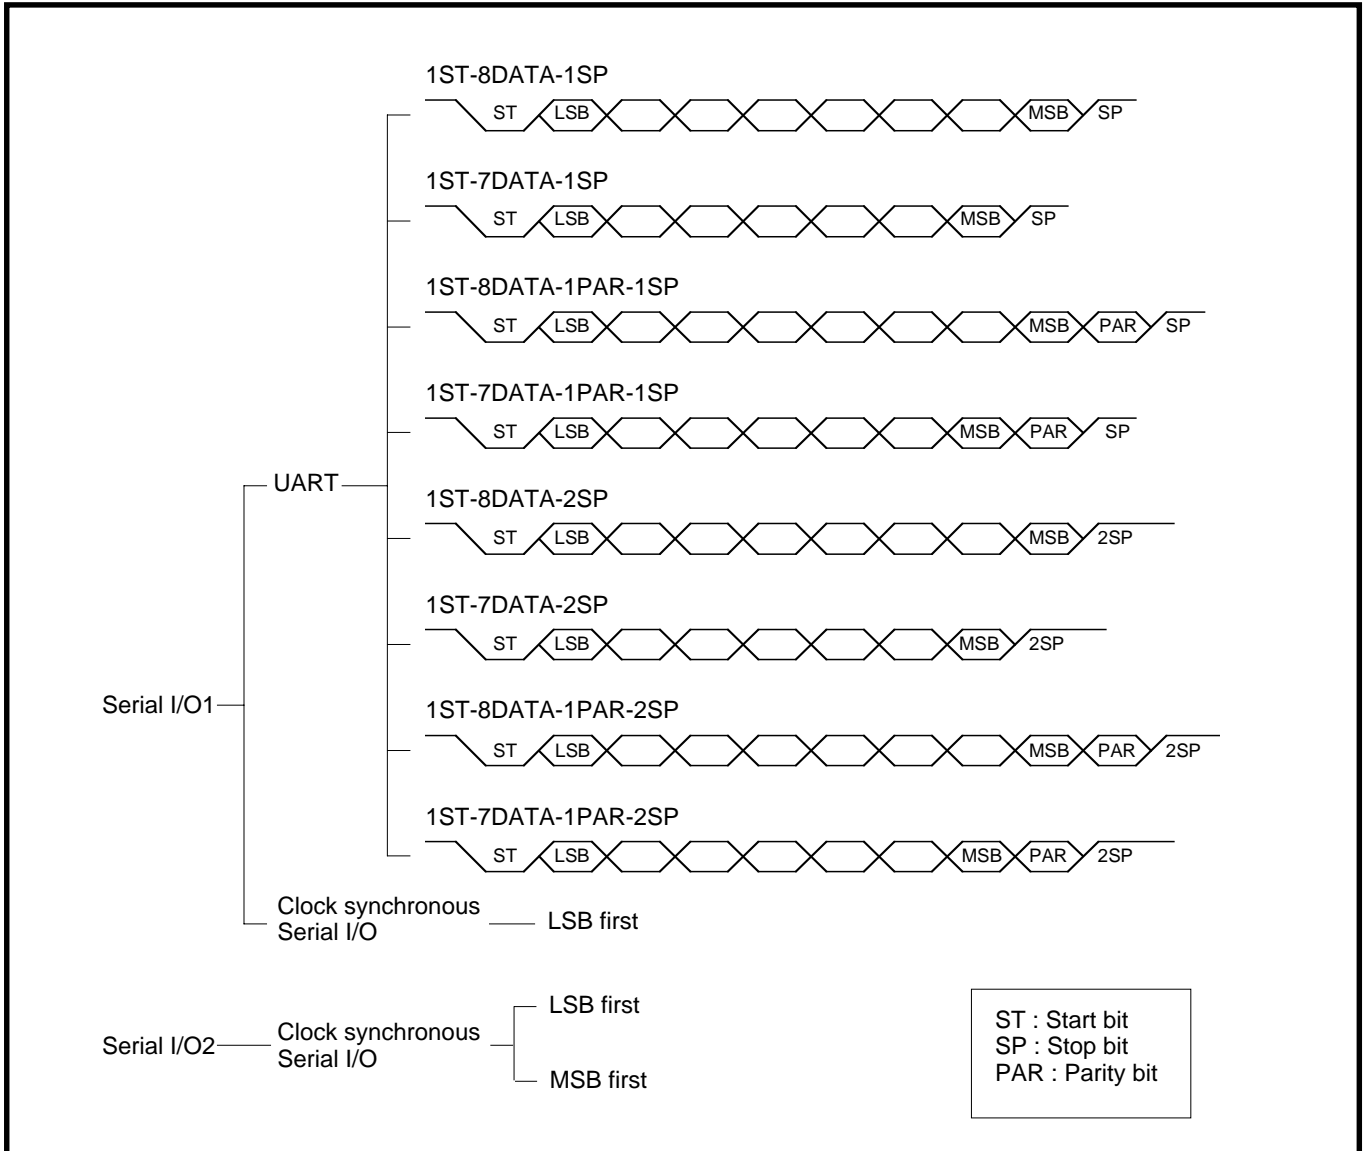 1ST-8DATA-1SP
ST LSB MSB SP
1ST-7DATA-1SP
ST LSB MSB SP
1ST-8DATA-1PAR-1SP
ST LSB MSB PAR SP
1ST-7DATA-1PAR-1SP
ST LSB MSB PAR SP
UART
1ST-8DATA-2SP
ST LSB MSB 2SP
1ST-7DATA-2SP
ST LSB MSB 2SP
Serial I/O1
1ST-8DATA-1PAR-2SP
ST LSB MSB PAR 2SP
1ST-7DATA-1PAR-2SP
ST LSB MSB PAR 2SP
Clock synchronous
Serial I/O
LSB first
Serial I/O2
Clock synchronous
Serial I/O
LSB first
MSB first
ST : Start bit
SP : Stop bit
PAR : Parity bit